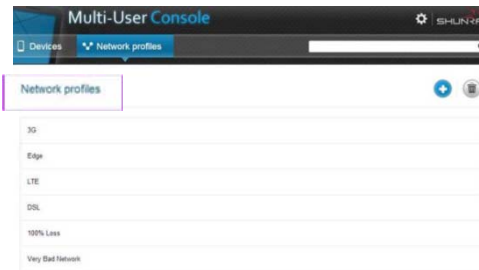 Multi-User Console
SHUNRA
Devices
Network profiles
Network profiles
3G
Edge
LTE
DSL
100% Loss
Very Bad Network